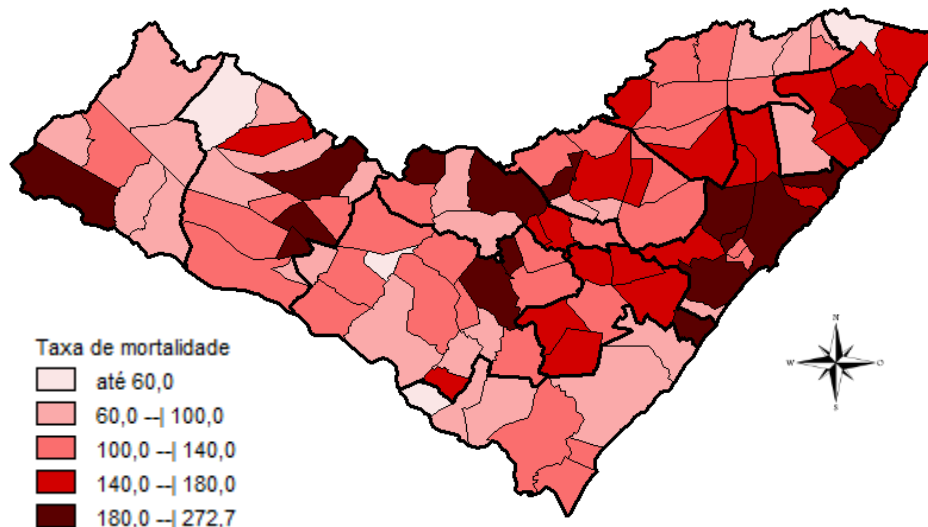 Taxa de mortalidade
até 60,0
60,0 --| 100,0
100,0 --| 140,0
140,0 --| 180,0
180,0 --| 272,7
N
W
O
S